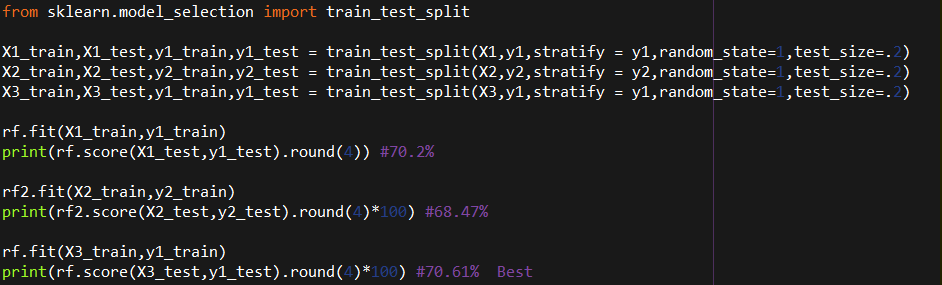 from sklearn.model_selection import train_test_split
X1_train,X1_test,y1_train,y1_test = train_test_split(X1,y1,stratify = y1,random_state=1,test_size=.2)
X2_train,X2_test,y2_train,y2_test = train_test_split(X2,y2,stratify = y2,random_state=1,test_size=.2)
X3_train,X3_test,y1_train,y1_test = train_test_split(X3,y1,stratify = y1,random_state=1,test_size=.2)
rf.fit(X1_train,y1_train)
print(rf.score(X1_test,y1_test).round(4)) #70.2%
rf2.fit(X2_train,y2_train)
print(rf2.score(X2_test,y2_test).round(4)*100) #68.47%
rf.fit(X3_train,y1_train)
print(rf.score(X3_test,y1_test).round(4)*100) #70.61%  Best